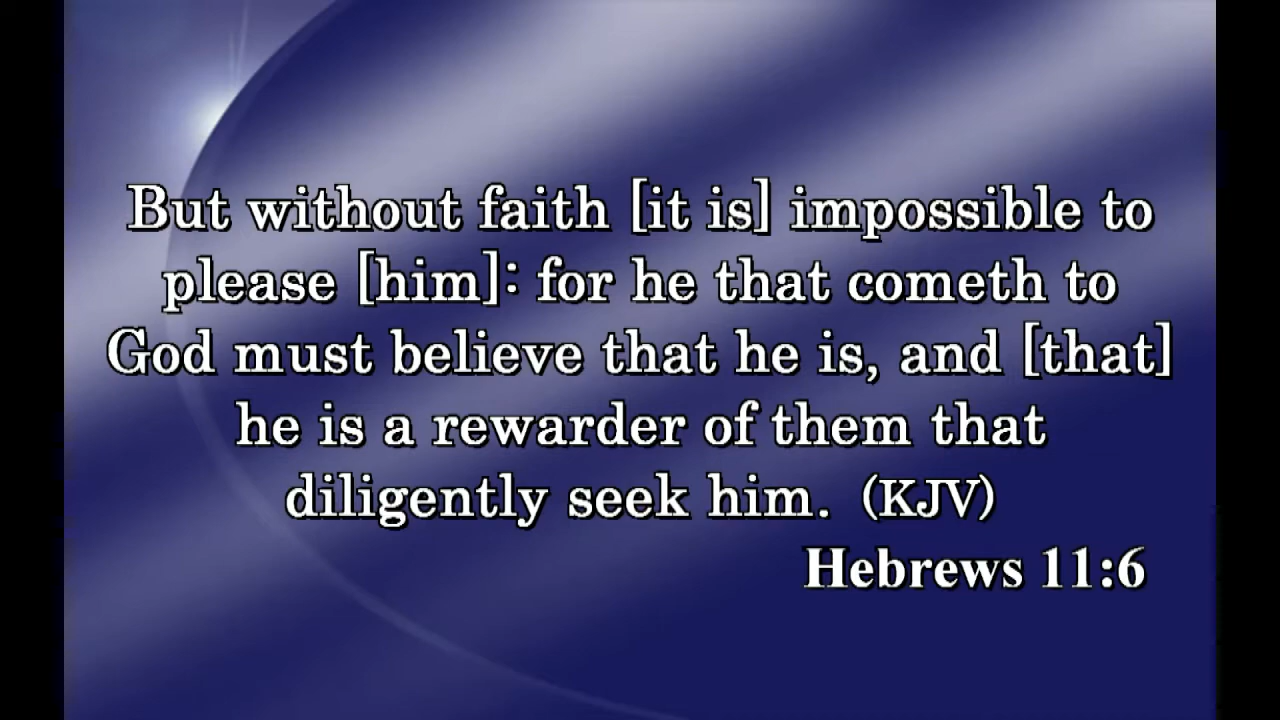 But without faith [it is] impossible to
please [him]: for he that cometh to
God must believe that he is, and [that]
he is a rewarder of them that
diligently seek him. (KJV)
Hebrews 11:6